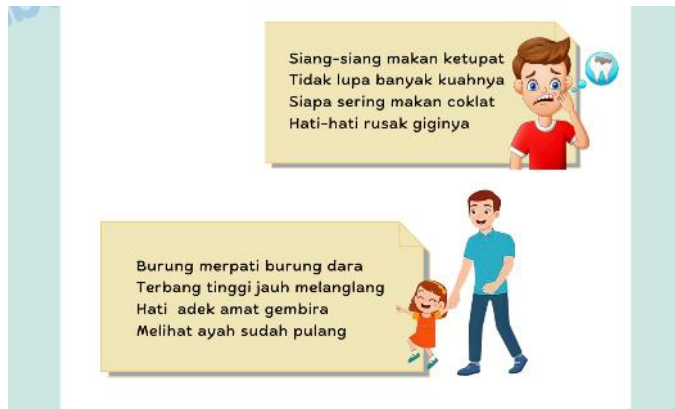 Siang-siang makan ketupat
Tidak lupa banyak kuahnya
Siapa sering makan coklat
Hati-hati rusak giginya
Burung merpati burung dara
Terbang tinggi jauh melanglang
Hati adek amat gembira
Melihat ayah sudah pulang